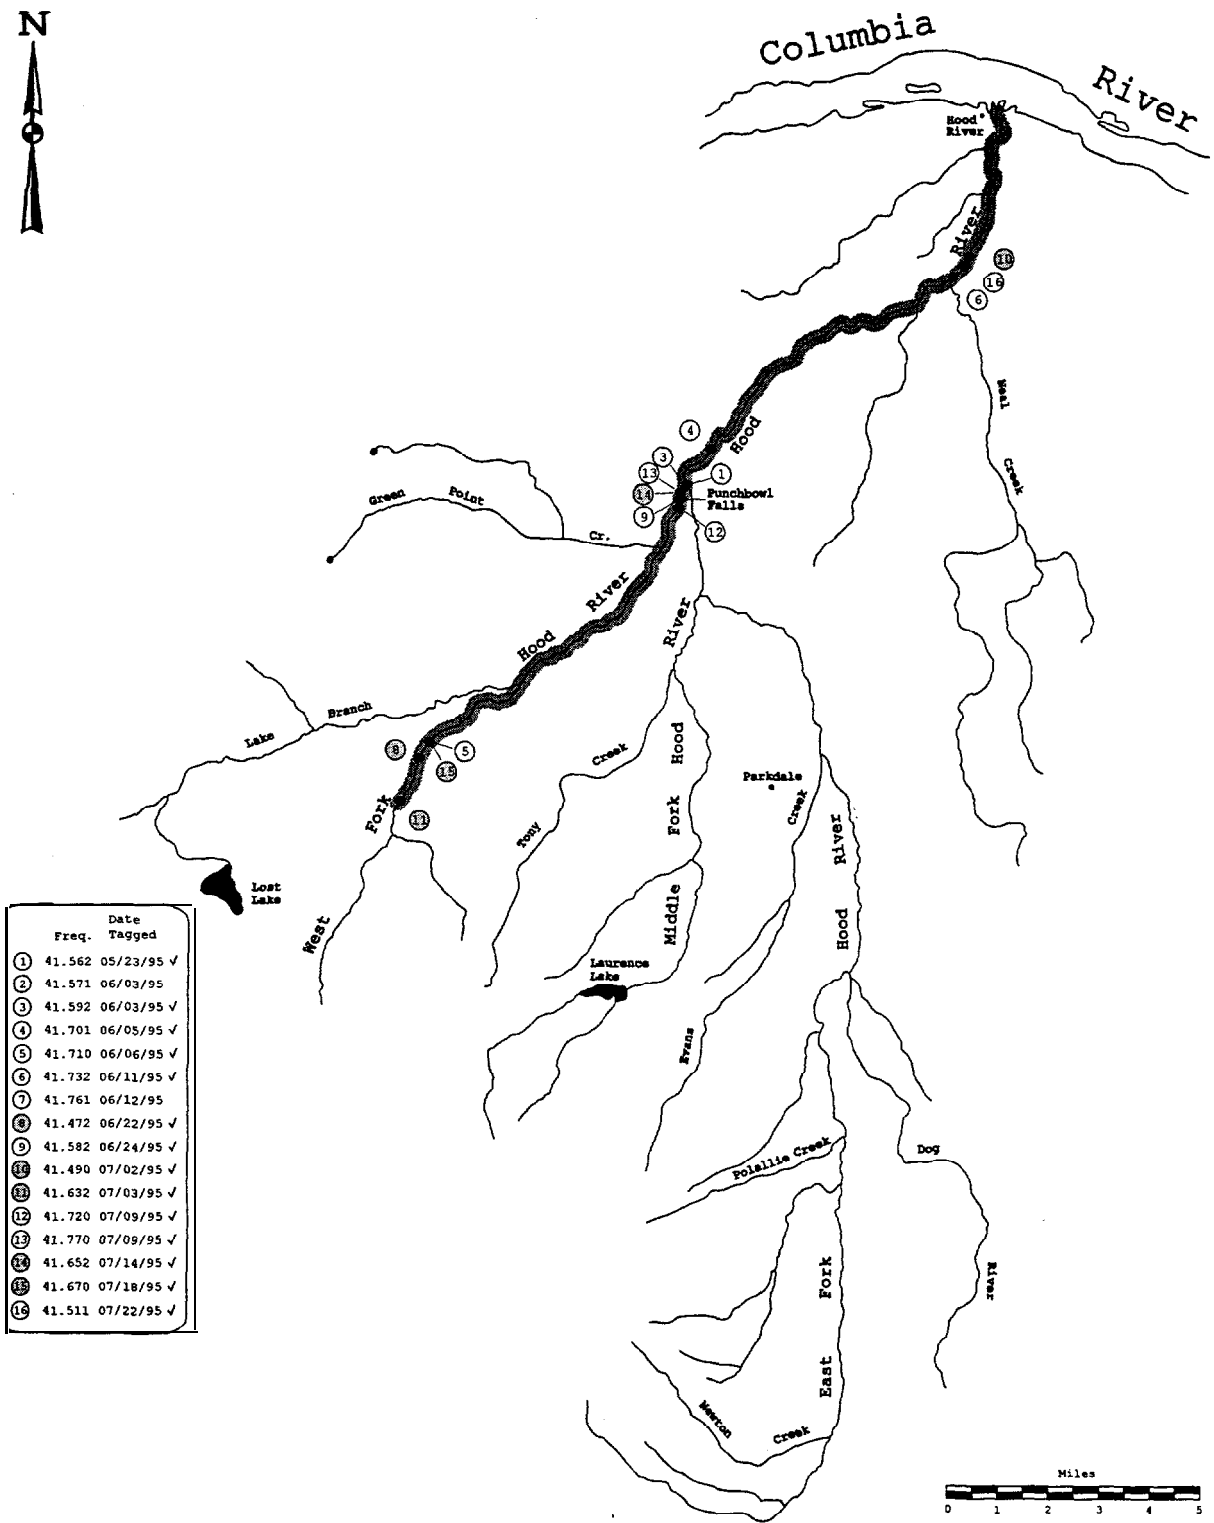 N
Columbia
River
Hood
River
River
10
16
6
Neal
Creek
4
Hood
3
13
1
14
Punchbowl
Falls
9
12
Green
Point
Cr.
River
River
Hood
Branch
Lake
8
5
15
Creek
Hood
Parkdale
Creek
Fork
11
Fork
River
Tony
Lost
Lake
West
Middle
Hood
Laurence
Lake
Evans
Date
Freq. Tagged
1 41.562 05/23/95 ✓
2 41.571 06/03/95
3 41.592 06/03/95 ✓
4 41.701 06/05/95 ✓
5 41.710 06/06/95 ✓
6 41.732 06/11/95 ✓
7 41.761 06/12/95
8 41.472 06/22/95 ✓
9 41.582 06/24/95 ✓
10 41.490 07/02/95 ✓
11 41.632 07/03/95 ✓
12 41.720 07/09/95 ✓
13 41.770 07/09/95 ✓
14 41.652 07/14/95 ✓
15 41.670 07/18/95 ✓
16 41.511 07/22/95 ✓
Polallie Creek
Dog
River
Fork
East
Newton
Creek
Miles
0 1 2 3 4 5